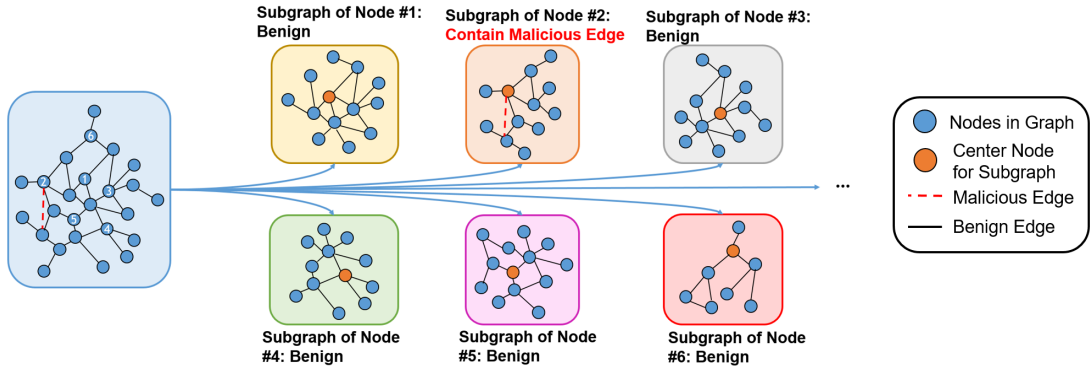 Subgraph of Node #1:
Benign
Subgraph of Node #2:
Contain Malicious Edge
Subgraph of Node #3:
Benign
6
2
1
3
5
4
...
Nodes in Graph
Center Node
for Subgraph
Malicious Edge
Benign Edge
Subgraph of Node
#4: Benign
Subgraph of Node
#5: Benign
Subgraph of Node
#6: Benign